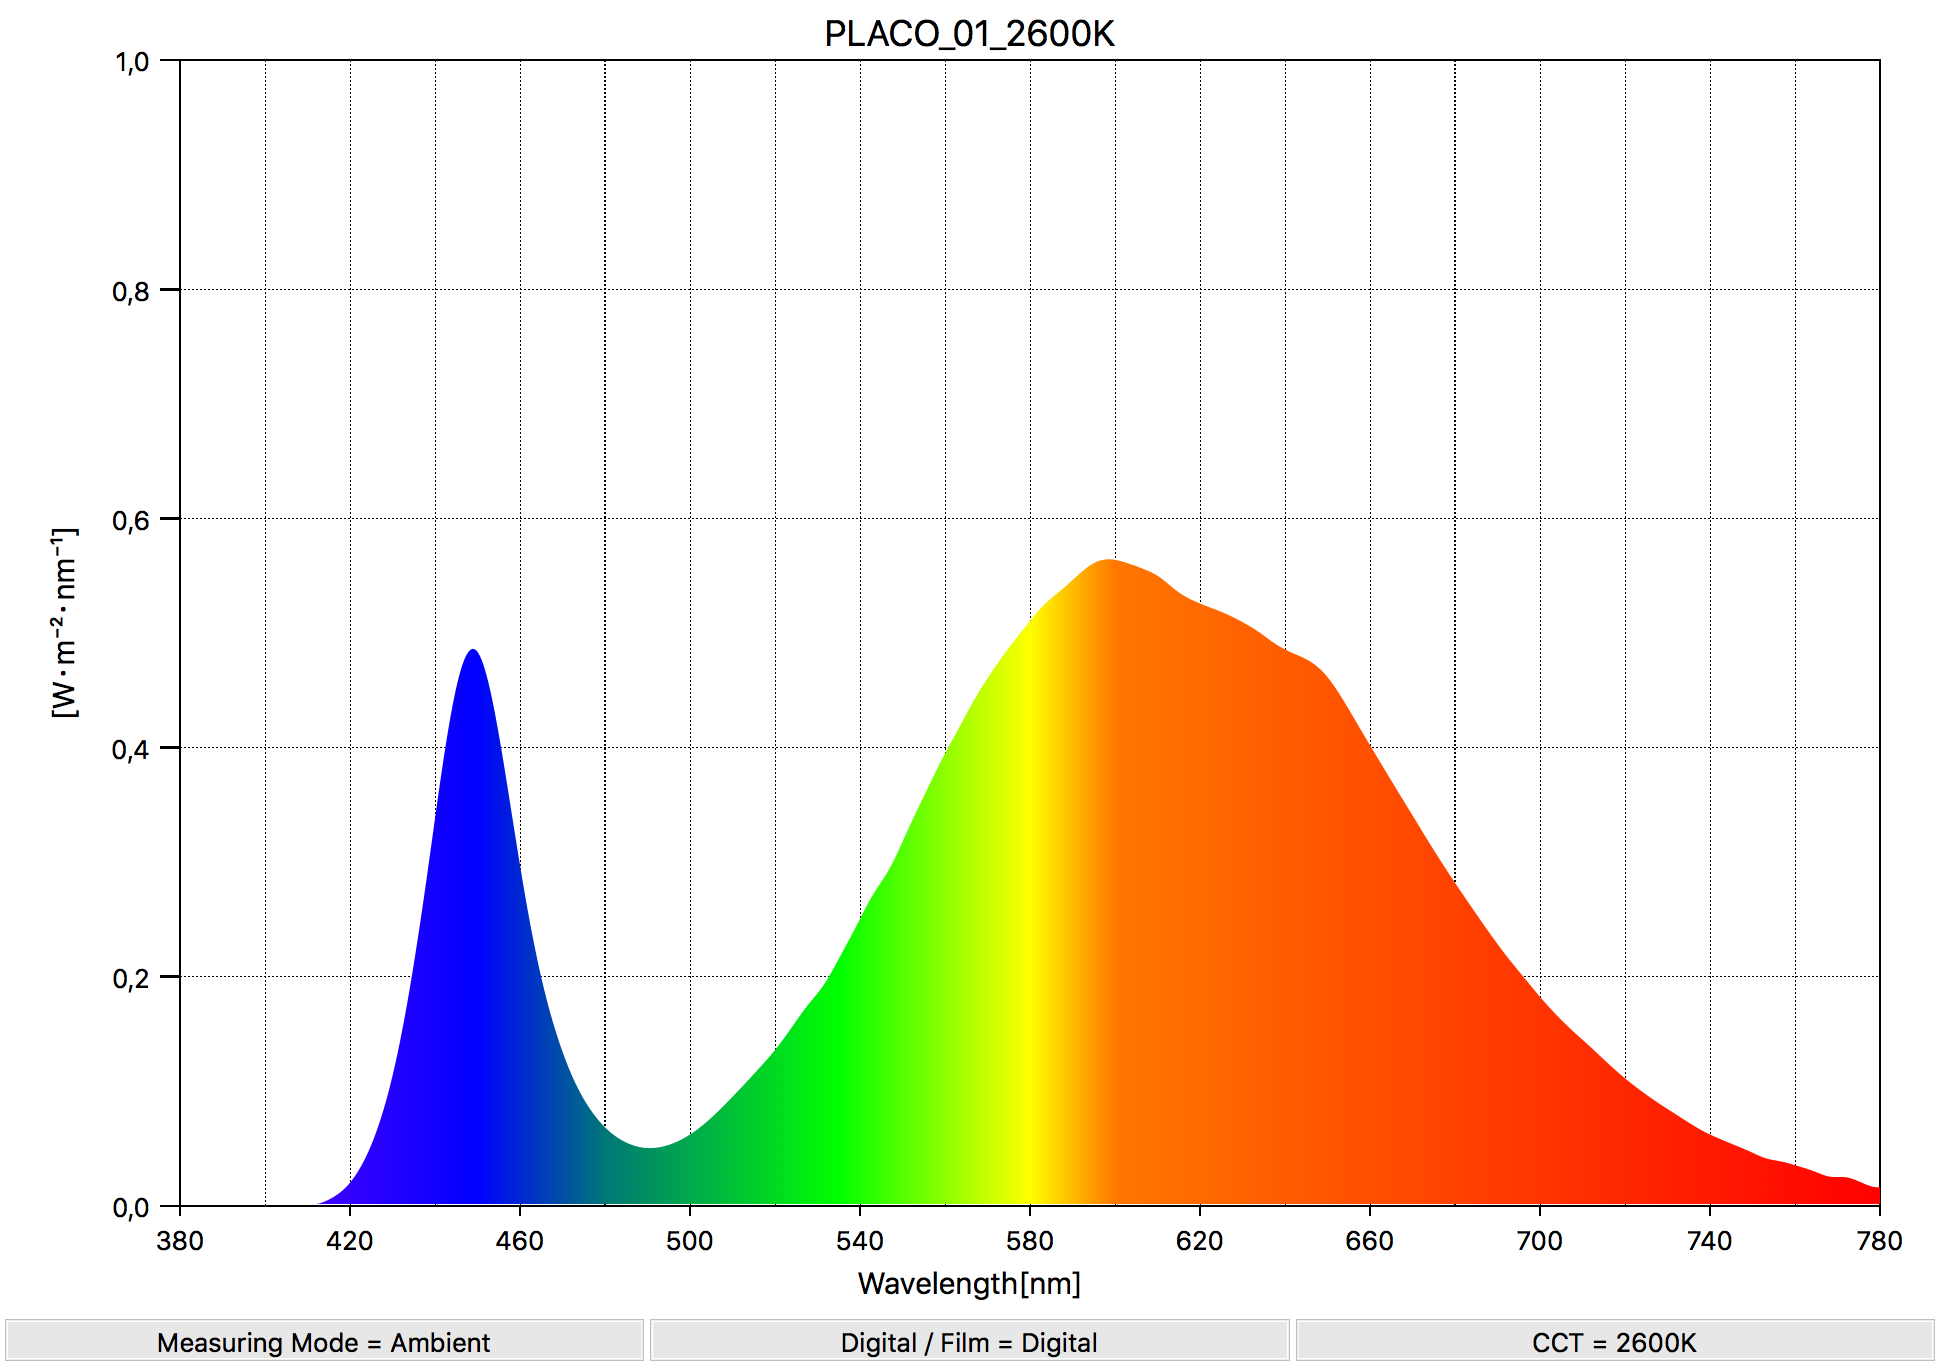 PLACO_01_2600K
1,0
0,8
0,6
0,4
0,2
0,0
[W·m⁻²·nm⁻¹]
380 420 460 500 540 580 620 660 700 740 780
Wavelength[nm]
Measuring Mode = Ambient
Digital / Film = Digital
CCT = 2600K